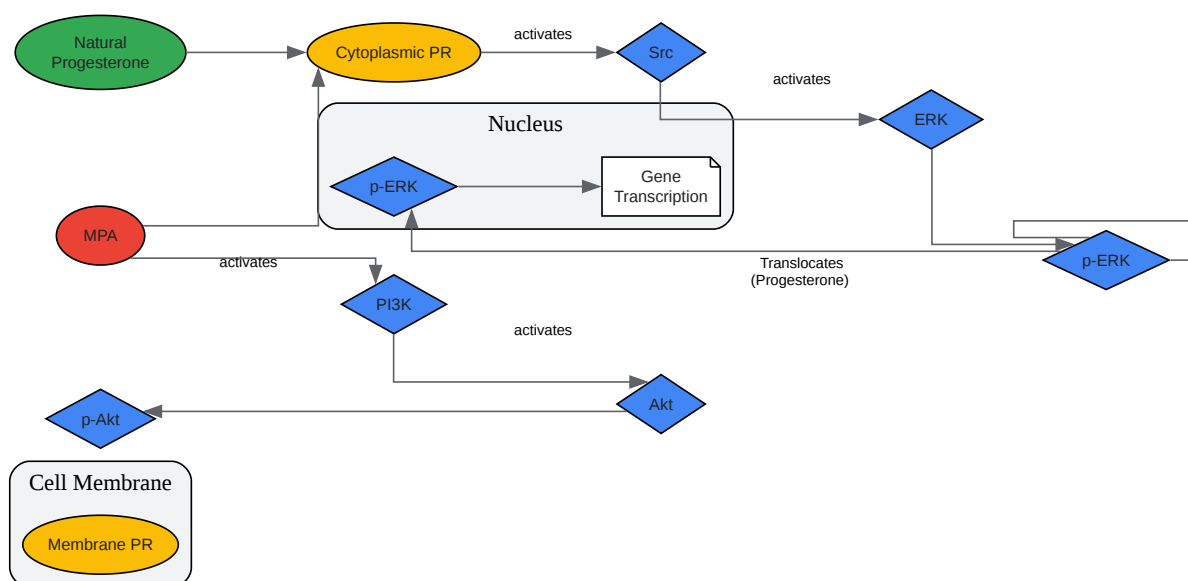 Natural
Progesterone
Cytoplasmic PR
activates
Src
activates
ERK
Nucleus
p-ERK
Gene
Transcription
MPA
activates
Translocates
(Progesterone)
p-ERK
PI3K
activates
Akt
p-Akt
Cell Membrane
Membrane PR